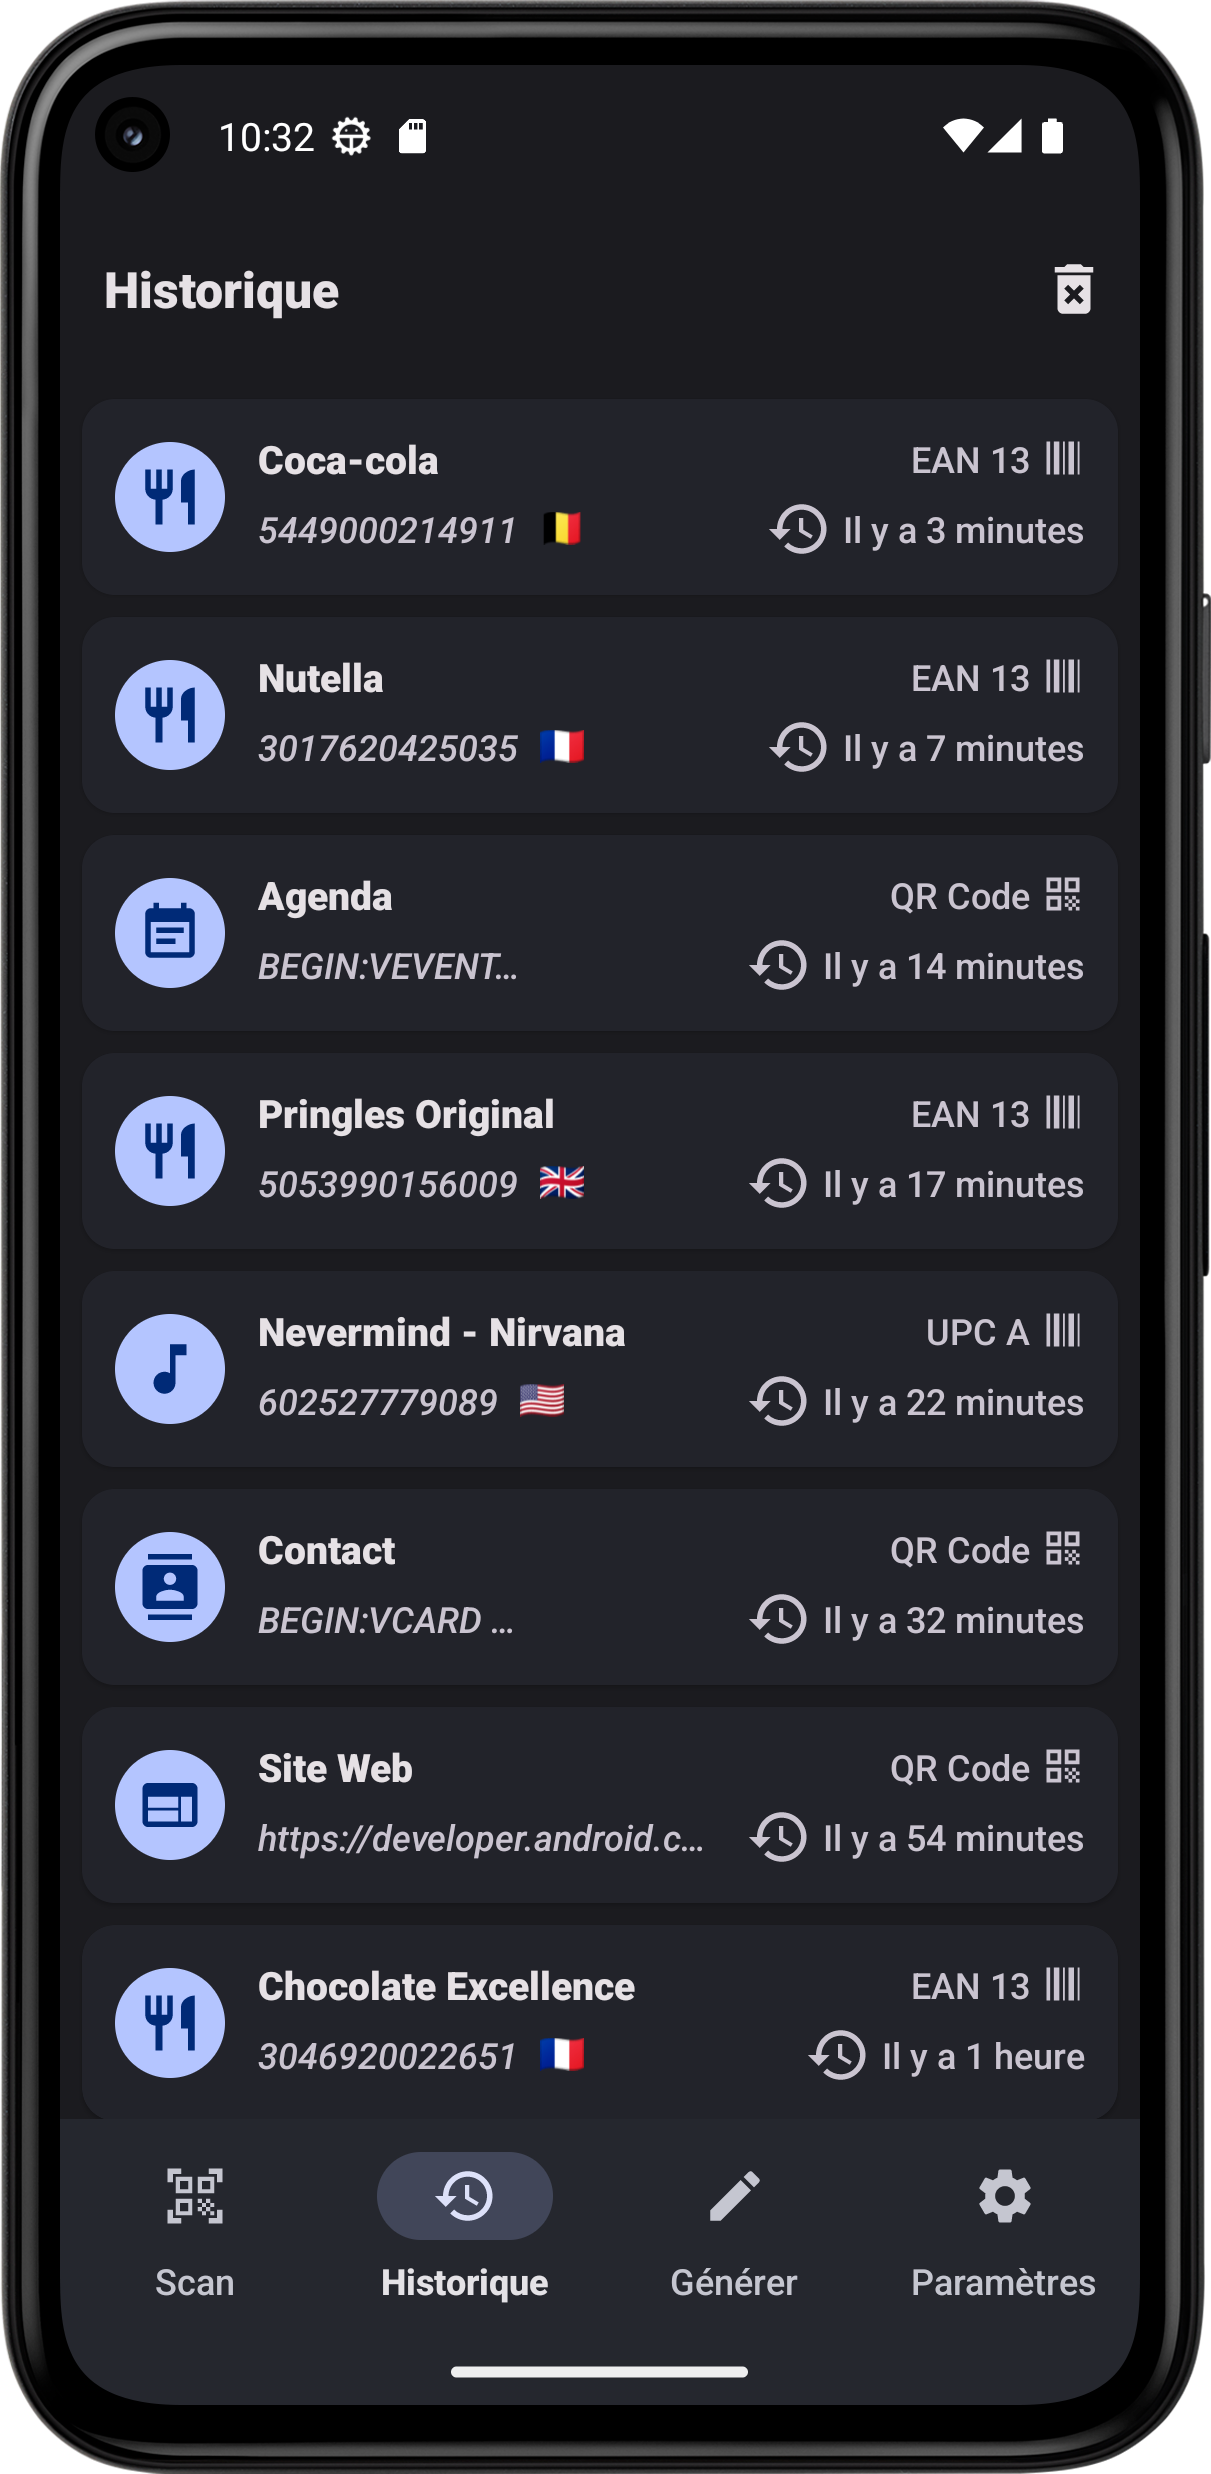 10:32
Historique
Coca-cola EAN 13
5449000214911 Il y a 3 minutes
Nutella EAN 13
3017620425035 Il y a 7 minutes
Agenda QR Code
BEGIN:VEVENT... Il y a 14 minutes
Pringles Original EAN 13
5053990156009 Il y a 17 minutes
Nevermind - Nirvana UPC A
602527779089 Il y a 22 minutes
Contact QR Code
BEGIN:VCARD ... Il y a 32 minutes
Site Web QR Code
https://developer.android.c... Il y a 54 minutes
Chocolate Excellence EAN 13
3046920022651 Il y a 1 heure
Scan Historique Générer Paramètres